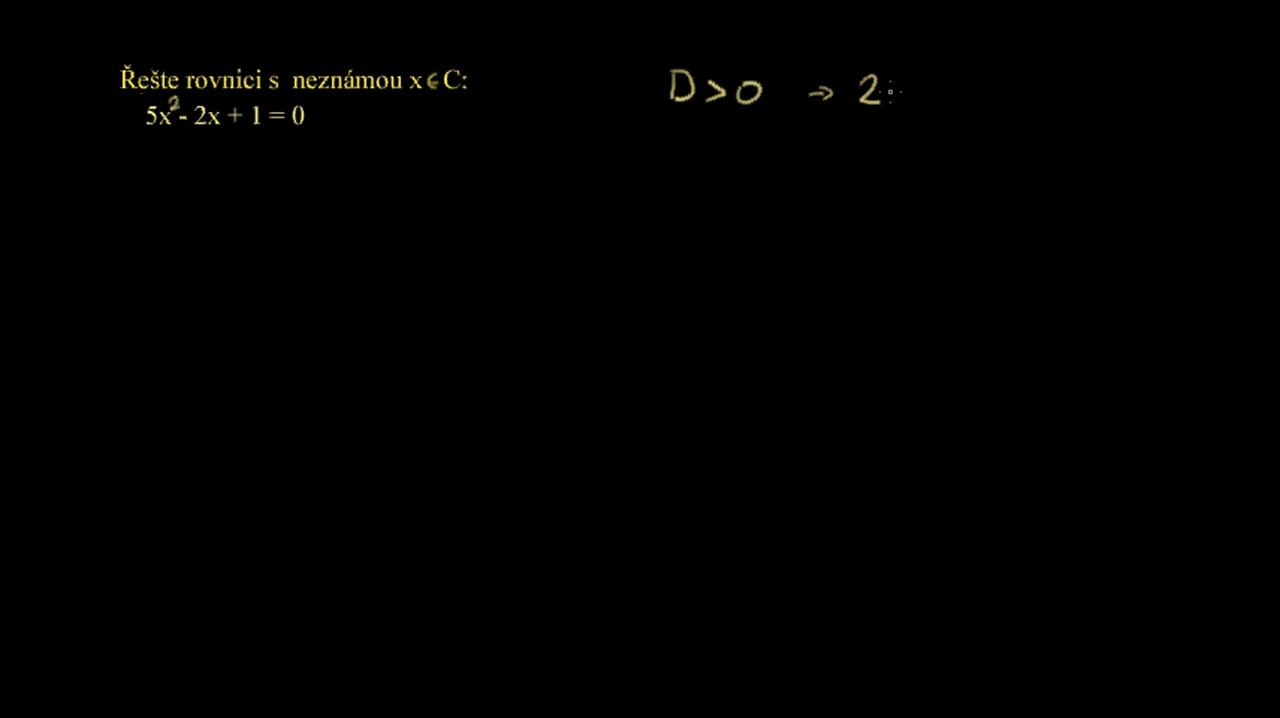 Řešte rovnici s neznámou x ∈ C:
5x² - 2x + 1 = 0
D > 0 ⇒ 2